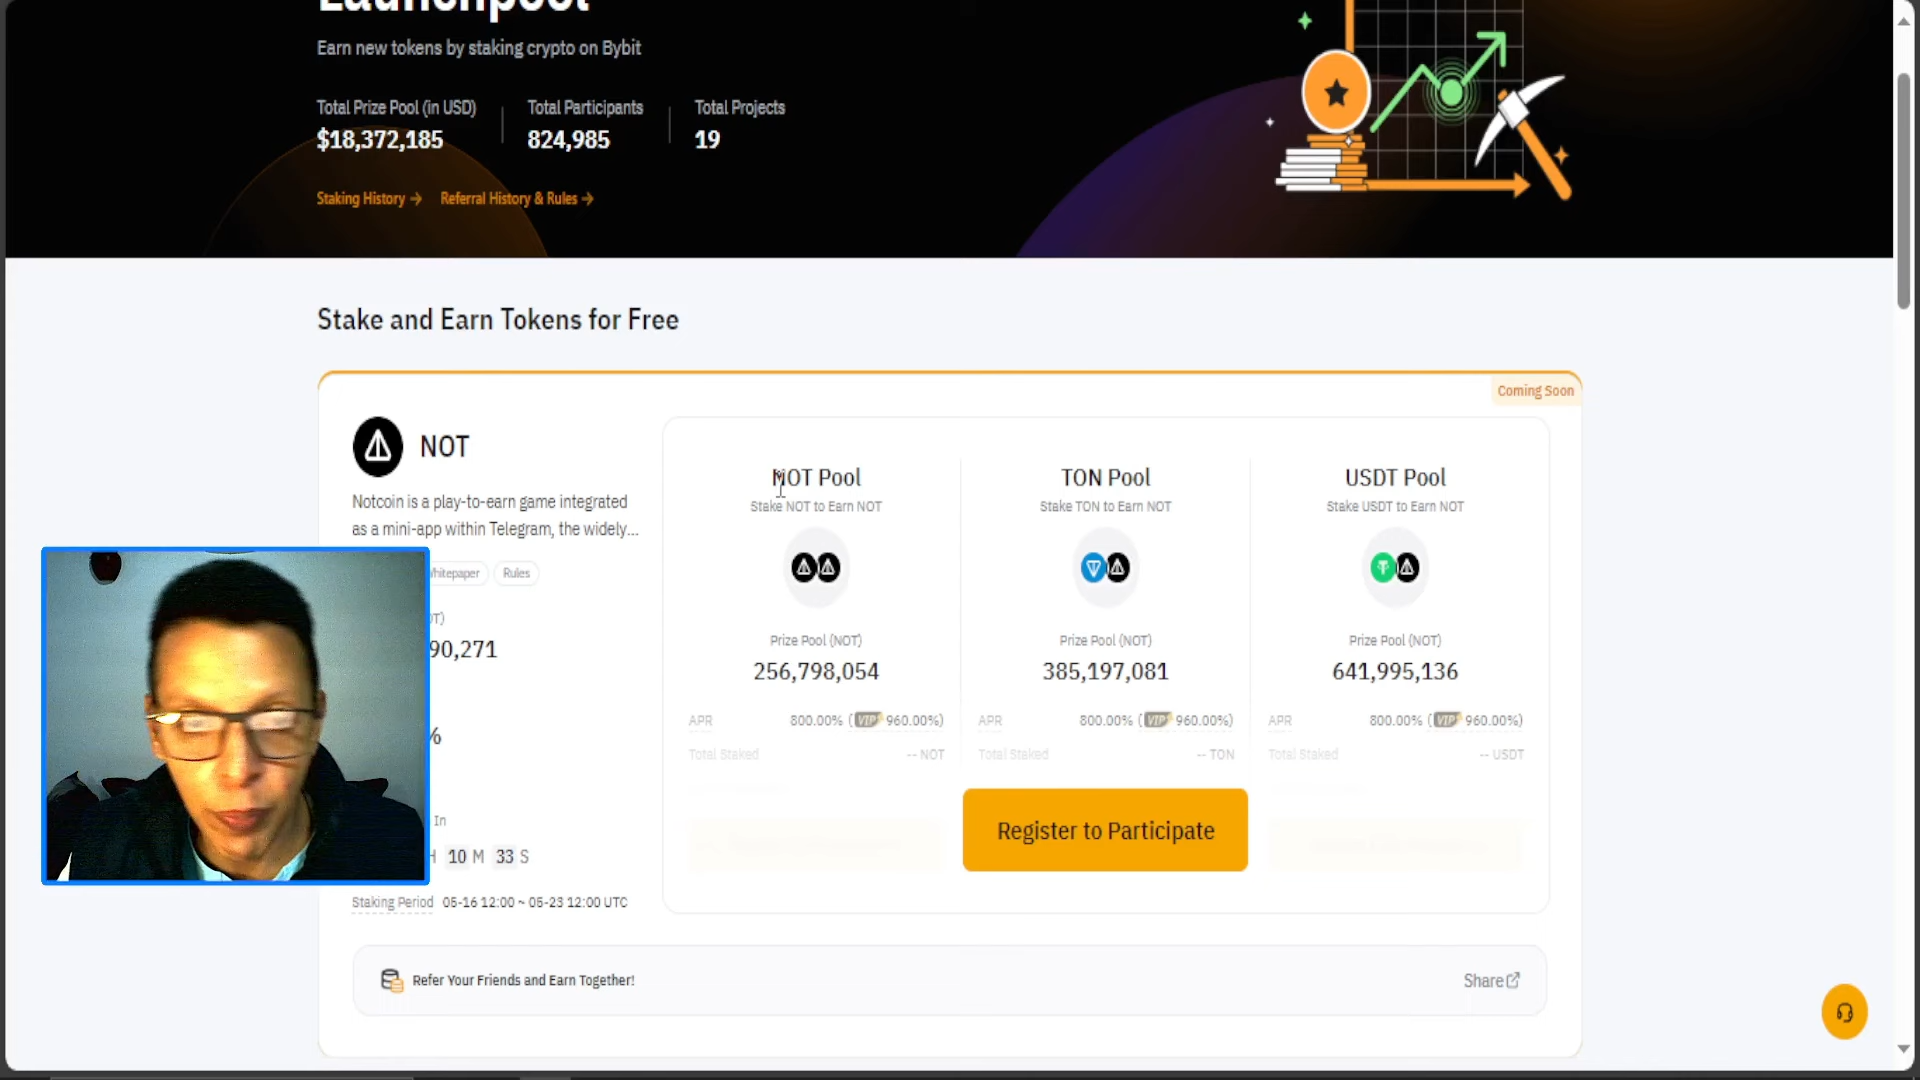 Launchpool
Earn new tokens by staking crypto on Bybit
Total Prize Pool (in USD)
$18,372,185
Total Participants
824,985
Total Projects
19
Staking History →
Referral History & Rules →
Stake and Earn Tokens for Free
Coming Soon
NOT
Notcoin is a play-to-earn game integrated
as a mini-app within Telegram, the widely...
Rules
90,271
%
In
10 M 33 S
Staking Period 05-16 12:00 ~ 05-23 12:00 UTC
NOT Pool
Stake NOT to Earn NOT
Prize Pool (NOT)
256,798,054
APR 800.00% (VIP 960.00%)
Total Staked -- NOT
TON Pool
Stake TON to Earn NOT
Prize Pool (NOT)
385,197,081
APR 800.00% (VIP 960.00%)
Total Staked -- TON
USDT Pool
Stake USDT to Earn NOT
Prize Pool (NOT)
641,995,136
APR 800.00% (VIP 960.00%)
Total Staked -- USDT
Register to Participate
Refer Your Friends and Earn Together!
Share